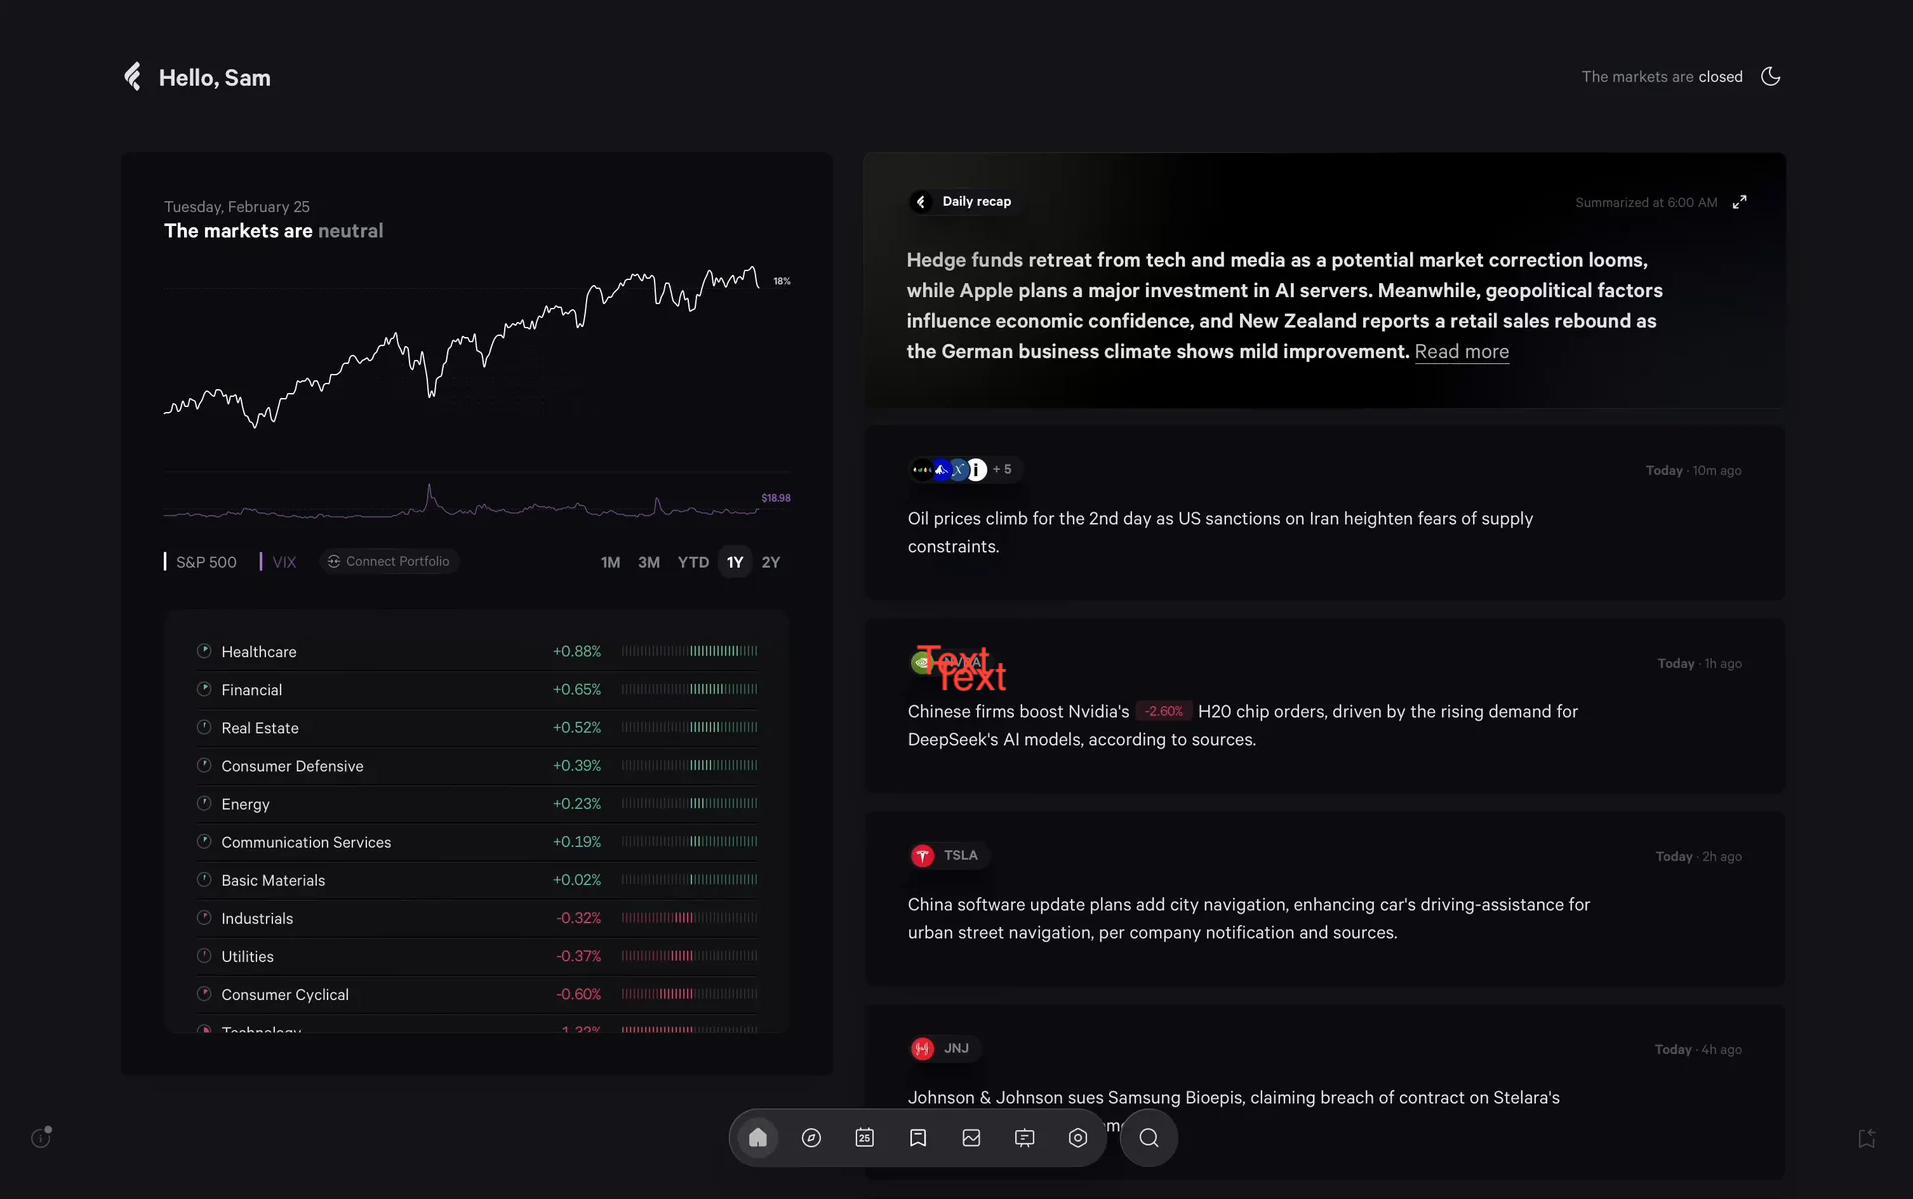 Hello, Sam
The markets are closed
Tuesday, February 25
The markets are neutral
18%
$18.98
S&P 500 VIX Connect Portfolio 1M 3M YTD 1Y 2Y
Healthcare +0.88%
Financial +0.65%
Real Estate +0.52%
Consumer Defensive +0.39%
Energy +0.23%
Communication Services +0.19%
Basic Materials +0.02%
Industrials -0.32%
Utilities -0.37%
Consumer Cyclical -0.60%
Technology -1.32%
Daily recap Summarized at 6:00 AM
Hedge funds retreat from tech and media as a potential market correction looms,
while Apple plans a major investment in AI servers. Meanwhile, geopolitical factors
influence economic confidence, and New Zealand reports a retail sales rebound as
the German business climate shows mild improvement. Read more
+ 5 Today · 10m ago
Oil prices climb for the 2nd day as US sanctions on Iran heighten fears of supply
constraints.
NVDA Today · 1h ago
Text
Text
Chinese firms boost Nvidia's -2.60% H20 chip orders, driven by the rising demand for
DeepSeek's AI models, according to sources.
TSLA Today · 2h ago
China software update plans add city navigation, enhancing car's driving-assistance for
urban street navigation, per company notification and sources.
JNJ Today · 4h ago
Johnson & Johnson sues Samsung Bioepis, claiming breach of contract on Stelara's
25